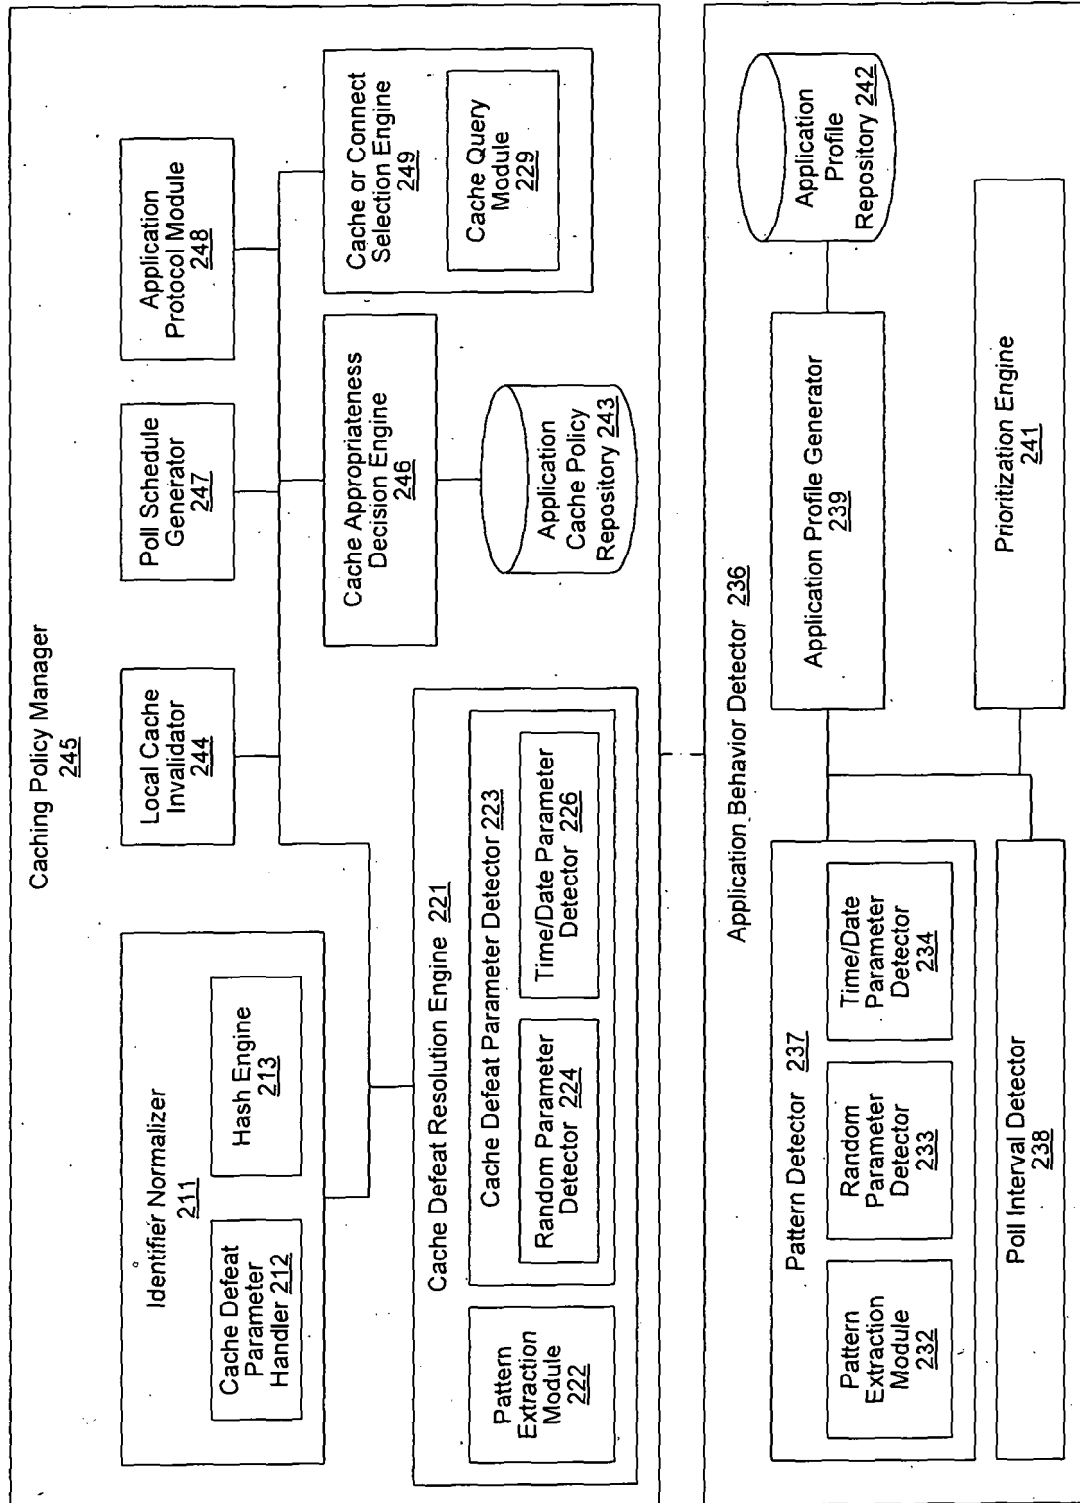 Caching Policy Manager
245
Identifier Normalizer
211
Cache Defeat
Parameter
Handler 212
Hash Engine
213
Local Cache
Invalidator
244
Poll Schedule
Generator
247
Application
Protocol Module
248
Cache Defeat Resolution Engine 221
Pattern
Extraction
Module
222
Cache Defeat Parameter Detector 223
Random Parameter
Detector 224
Time/Date Parameter
Detector 226
Cache Appropriateness
Decision Engine
246
Application
Cache Policy
Repository 243
Cache or Connect
Selection Engine
249
Cache Query
Module
229
Application Behavior Detector 236
Pattern Detector 237
Pattern
Extraction
Module
232
Random
Parameter
Detector
233
Time/Date
Parameter
Detector
234
Poll Interval Detector
238
Application Profile Generator
239
Application
Profile
Repository 242
Prioritization Engine
241